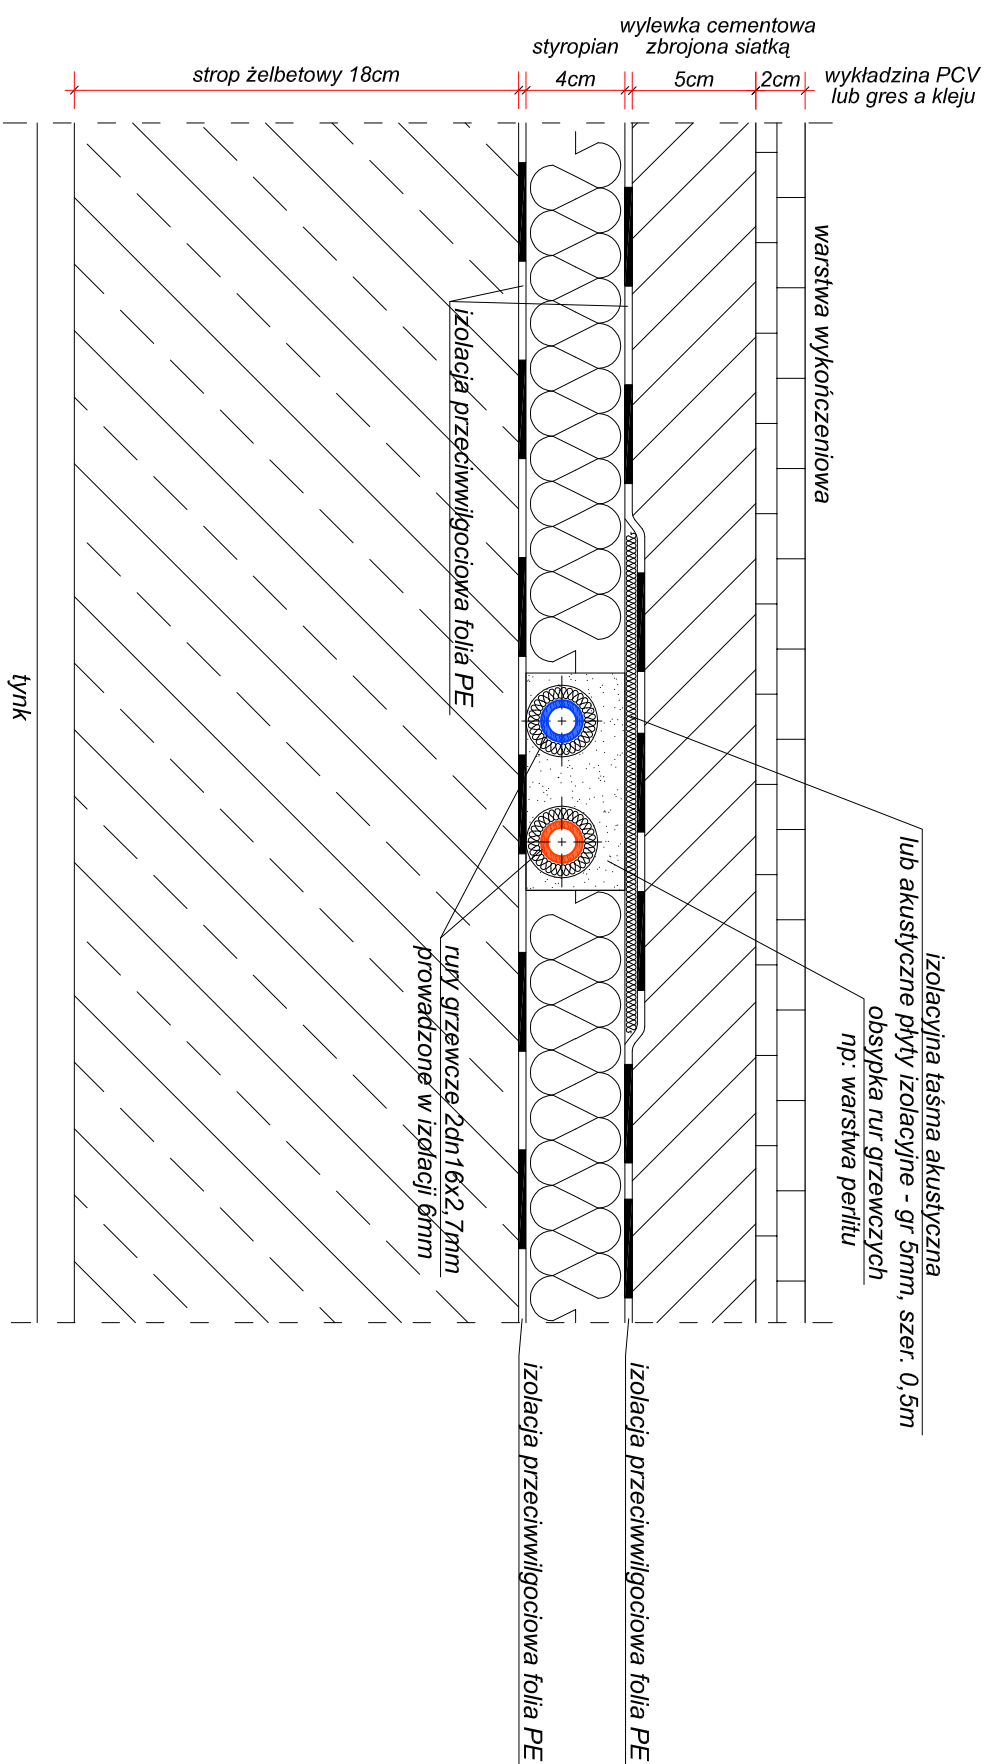 wylewka cementowa
zbrojona siatką
styropian
strop żelbetowy 18cm
4cm
5cm
2cm
wykładzina PCV
lub gres a kleju
warstwa wykończeniowa
izolacja przeciwwilgociowa folia PE
tynk
izolacyjna taśma akustyczna
lub akustyczne płyty izolacyjne - gr 5mm, szer. 0,5m
obsypka rur grzewczych
np: warstwa perlitu
rury grzewcze 2dn16x2,7mm
prowadzone w izolacji 6mm
izolacja przeciwwilgociowa folia PE
izolacja przeciwwilgociowa folia PE